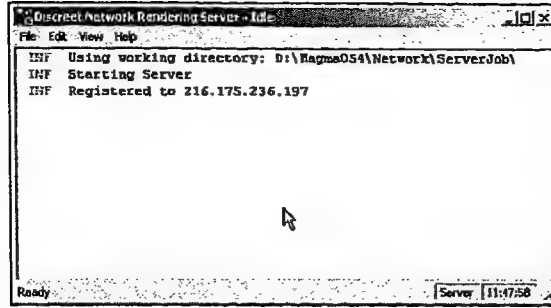 Discreet Network Rendering Server - Idle
File Edit View Help
INF Using working directory: D:\Magma054\Network\ServerJob\
INF Starting Server
INF Registered to 216.175.236.197
Ready Server 11:47:58